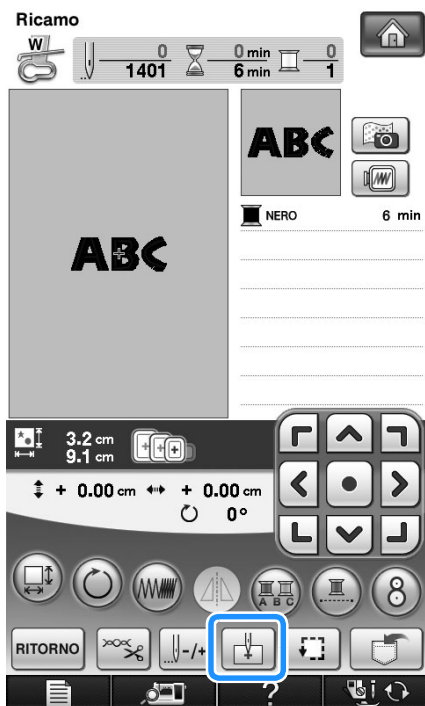 Ricamo
W
0 0 min 0
1401 6 min 1
ABC
NERO 6 min
ABC
3.2 cm
9.1 cm
+ 0.00 cm + 0.00 cm
0°
A B C
RITORNO -/+
? i